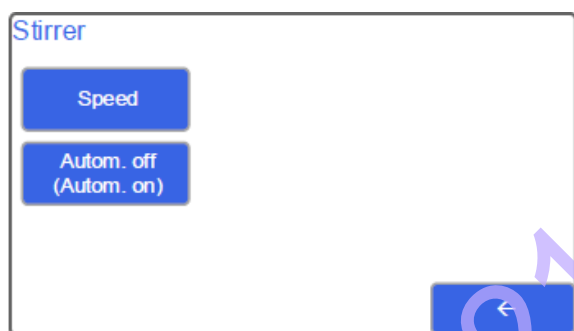 Stirrer
Speed
Autom. off
(Autom. on)
←